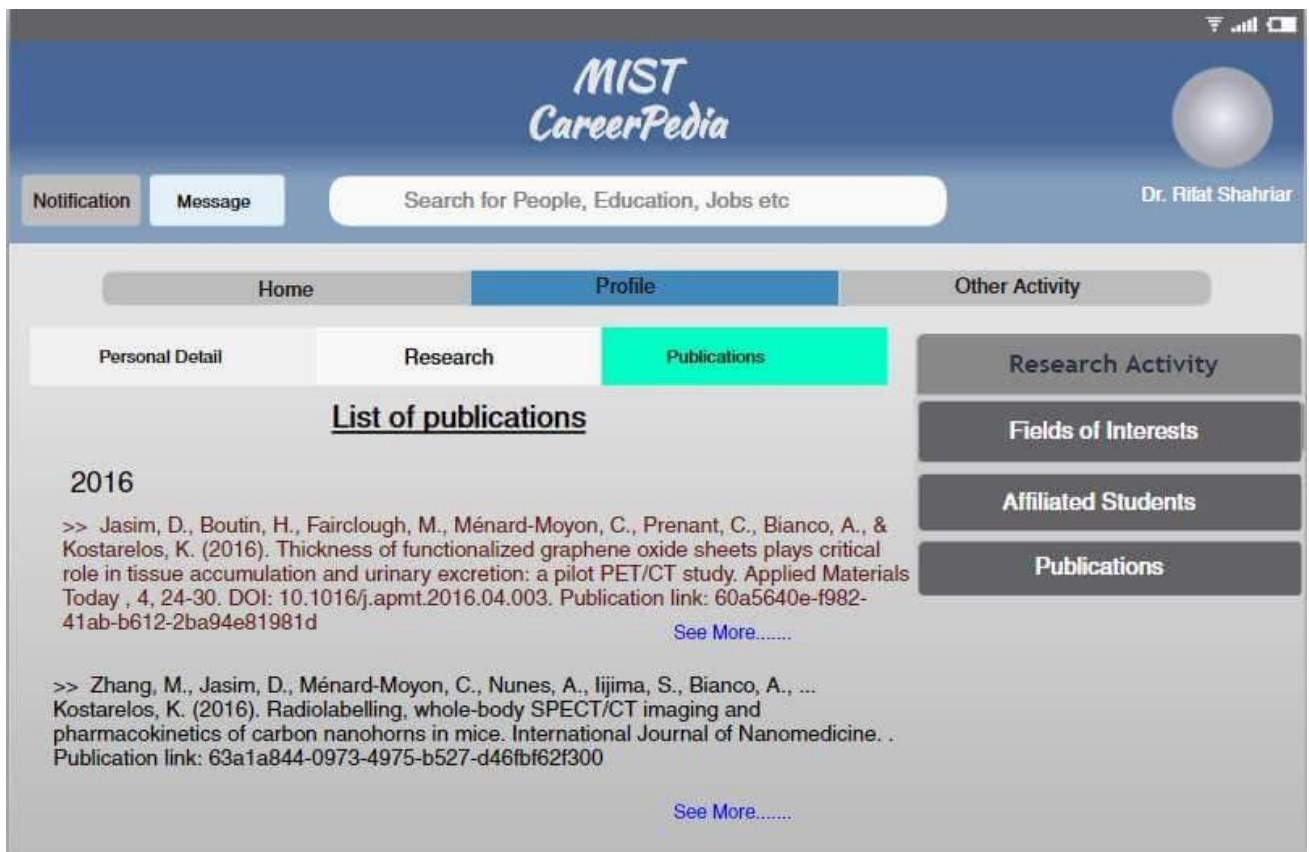 MIST
CareerPedia
Notification
Message
Search for People, Education, Jobs etc
Dr. Rifat Shahriar
Home
Profile
Other Activity
Personal Detail
Research
Publications
List of publications
2016
>> Jasim, D., Boutin, H., Fairclough, M., Ménard-Moyon, C., Prenant, C., Bianco, A., &
Kostarelos, K. (2016). Thickness of functionalized graphene oxide sheets plays critical
role in tissue accumulation and urinary excretion: a pilot PET/CT study. Applied Materials
Today , 4, 24-30. DOI: 10.1016/j.apmt.2016.04.003. Publication link: 60a5640e-f982-
41ab-b612-2ba94e81981d
See More.......
>> Zhang, M., Jasim, D., Ménard-Moyon, C., Nunes, A., Iijima, S., Bianco, A., ...
Kostarelos, K. (2016). Radiolabelling, whole-body SPECT/CT imaging and
pharmacokinetics of carbon nanohorns in mice. International Journal of Nanomedicine. .
Publication link: 63a1a844-0973-4975-b527-d46fbf62f300
See More.......
Research Activity
Fields of Interests
Affiliated Students
Publications